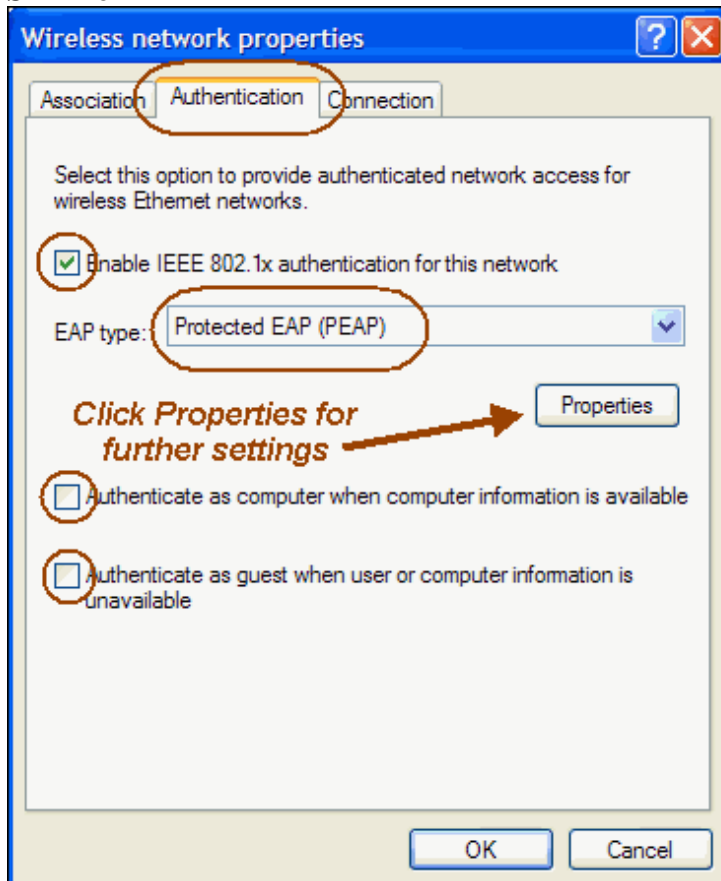 Wireless network properties
Association Authentication Connection
Select this option to provide authenticated network access for
wireless Ethernet networks.
Enable IEEE 802.1x authentication for this network
EAP type: Protected EAP (PEAP)
Click Properties for
further settings
Properties
Authenticate as computer when computer information is available
Authenticate as guest when user or computer information is
unavailable
OK Cancel